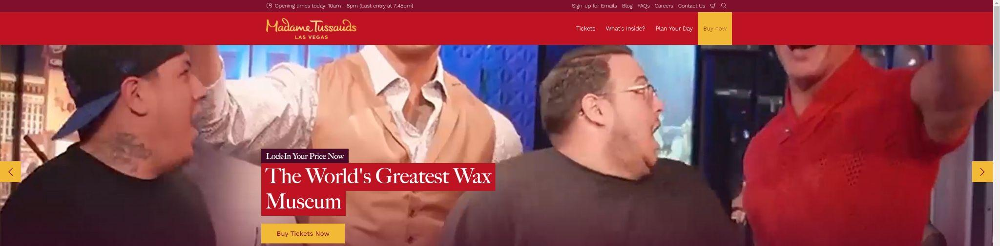 Opening times today: 10am - 8pm (Last entry at 7:45pm)
Sign-up for Emails Blog FAQs Careers Contact Us
Madame Tussauds
LAS VEGAS
Tickets What's Inside? Plan Your Day Buy now
Lock-In Your Price Now
The World's Greatest Wax
Museum
Buy Tickets Now